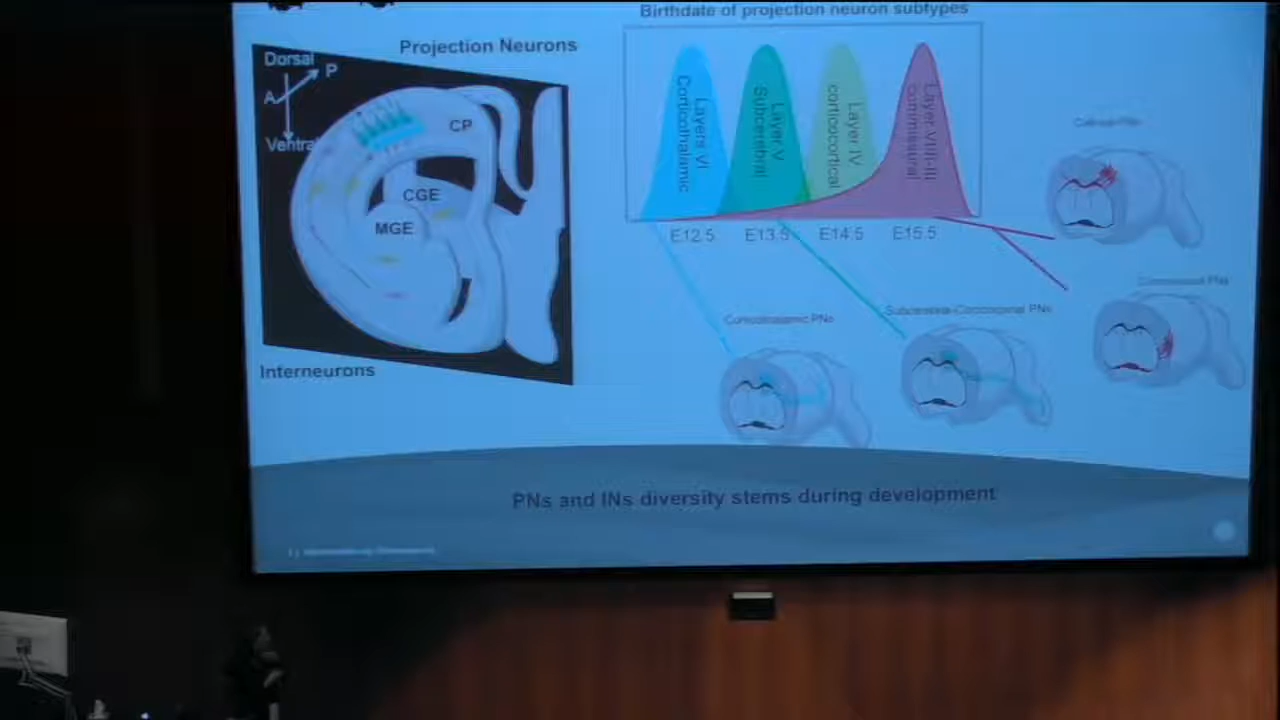 Birthdate of projection neuron subtypes
Projection Neurons
Dorsal
P
A
Ventral
CP
CGE
MGE
Interneurons
Layers VI
Corticothalamic
Layer V
Subcerebral
Layer IV
corticocortical
Layer VIII-II
commissural
E12.5
E13.5
E14.5
E15.5
Callosal PNs
Corticothalamic PNs
Subcerebral-Corticospinal PNs
PNs and INs diversity stems during development